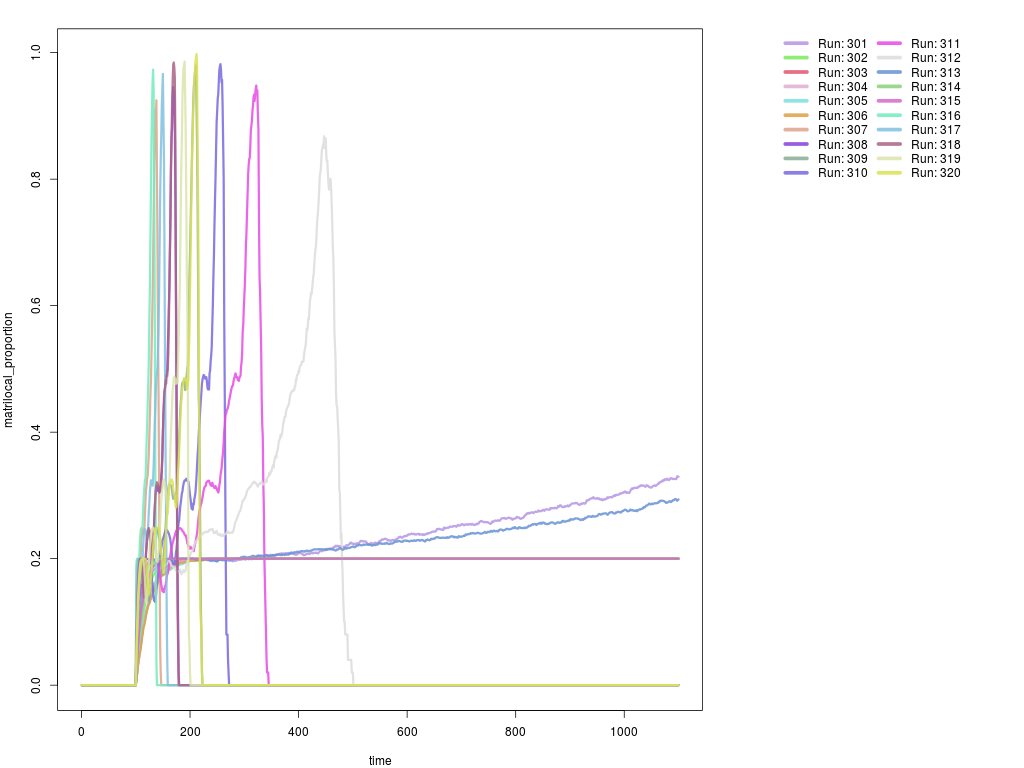 matrilocal_proportion
1.0
0.8
0.6
0.4
0.2
0.0
0 200 400 600 800 1000
time
Run: 301 Run: 311
Run: 302 Run: 312
Run: 303 Run: 313
Run: 304 Run: 314
Run: 305 Run: 315
Run: 306 Run: 316
Run: 307 Run: 317
Run: 308 Run: 318
Run: 309 Run: 319
Run: 310 Run: 320